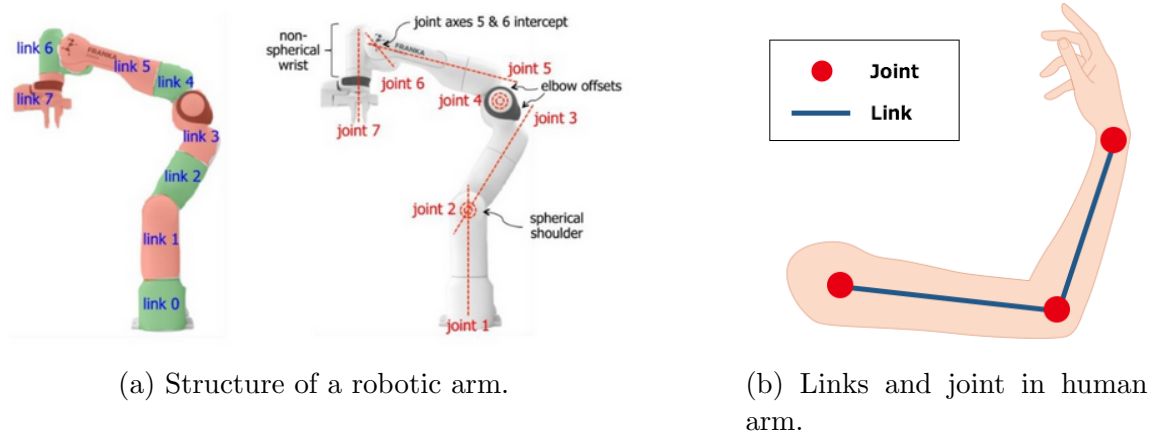 link 6
FRANKA
link 5
link 4
link 7
link 3
link 2
link 1
link 0
joint axes 5 & 6 intercept
non-
spherical
wrist
FRANKA
joint 5
joint 6
elbow offsets
joint 4
joint 3
joint 7
joint 2
spherical
shoulder
joint 1
(a) Structure of a robotic arm.
Joint
Link
(b) Links and joint in human
arm.